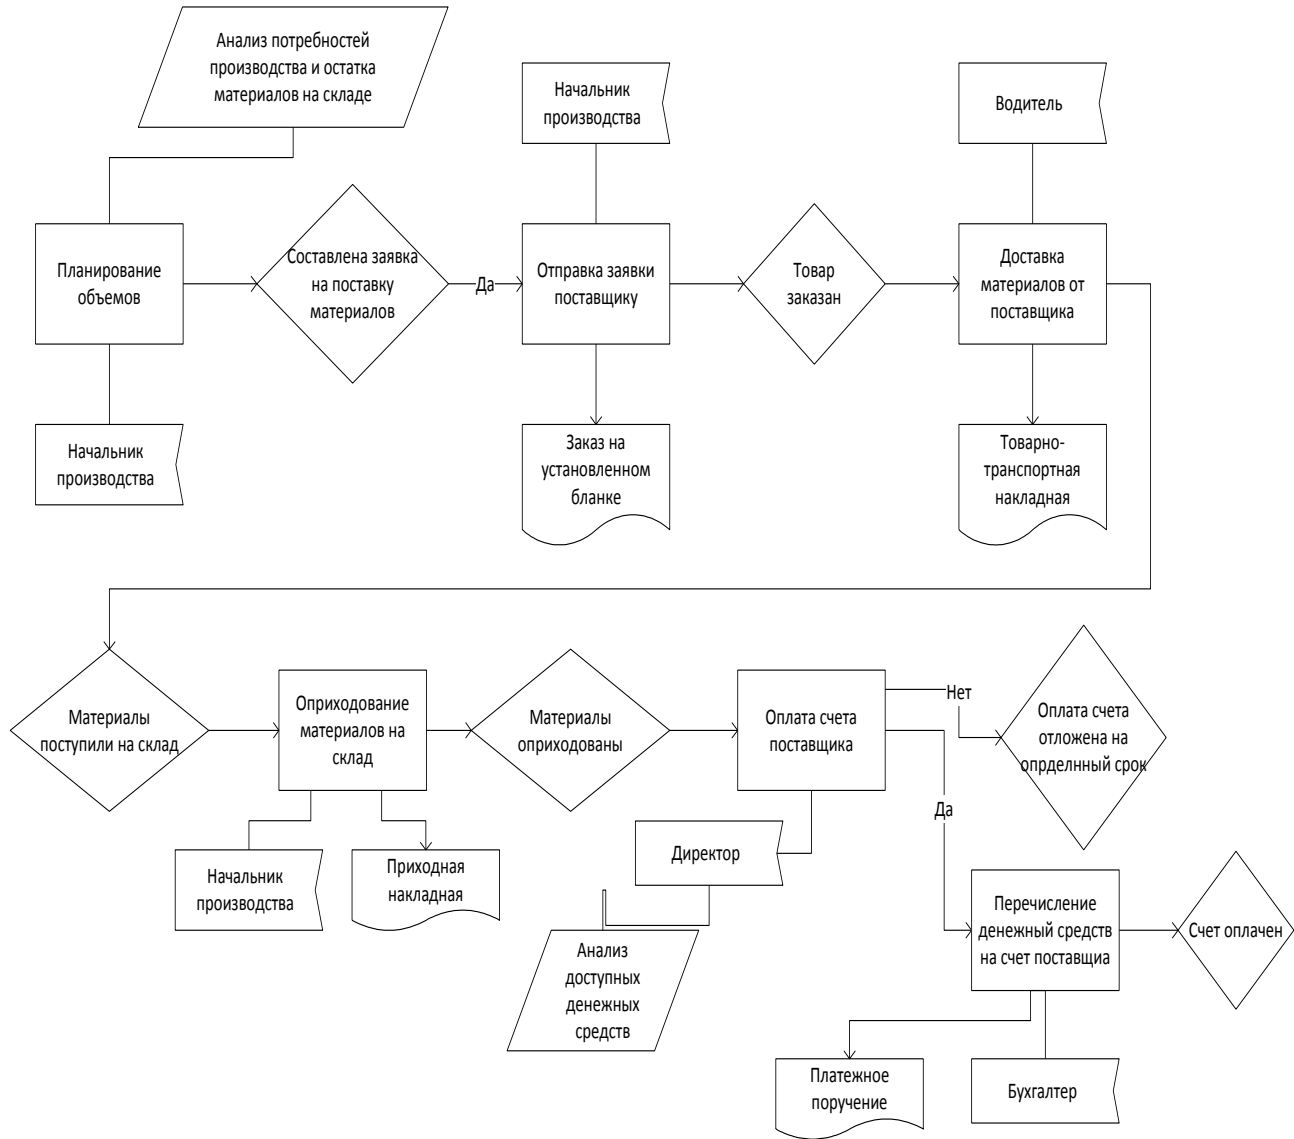 Анализ потребностей
производства и остатка
материалов на складе
Начальник
производства
Водитель
Планирование
объемов
Составлена заявка
на поставку
материалов
Да
Отправка заявки
поставщику
Товар
заказан
Доставка
материалов от
поставщика
Начальник
производства
Заказ на
установленном
бланке
Товарно-
транспортная
накладная
Материалы
поступили на склад
Оприходование
материалов на
склад
Материалы
оприходованы
Оплата счета
поставщика
Нет
Оплата счета
отложена на
опрделнный срок
Да
Начальник
производства
Приходная
накладная
Директор
Анализ
доступных
денежных
средств
Перечисление
денежный средств
на счет поставщиа
Счет оплачен
Платежное
поручение
Бухгалтер